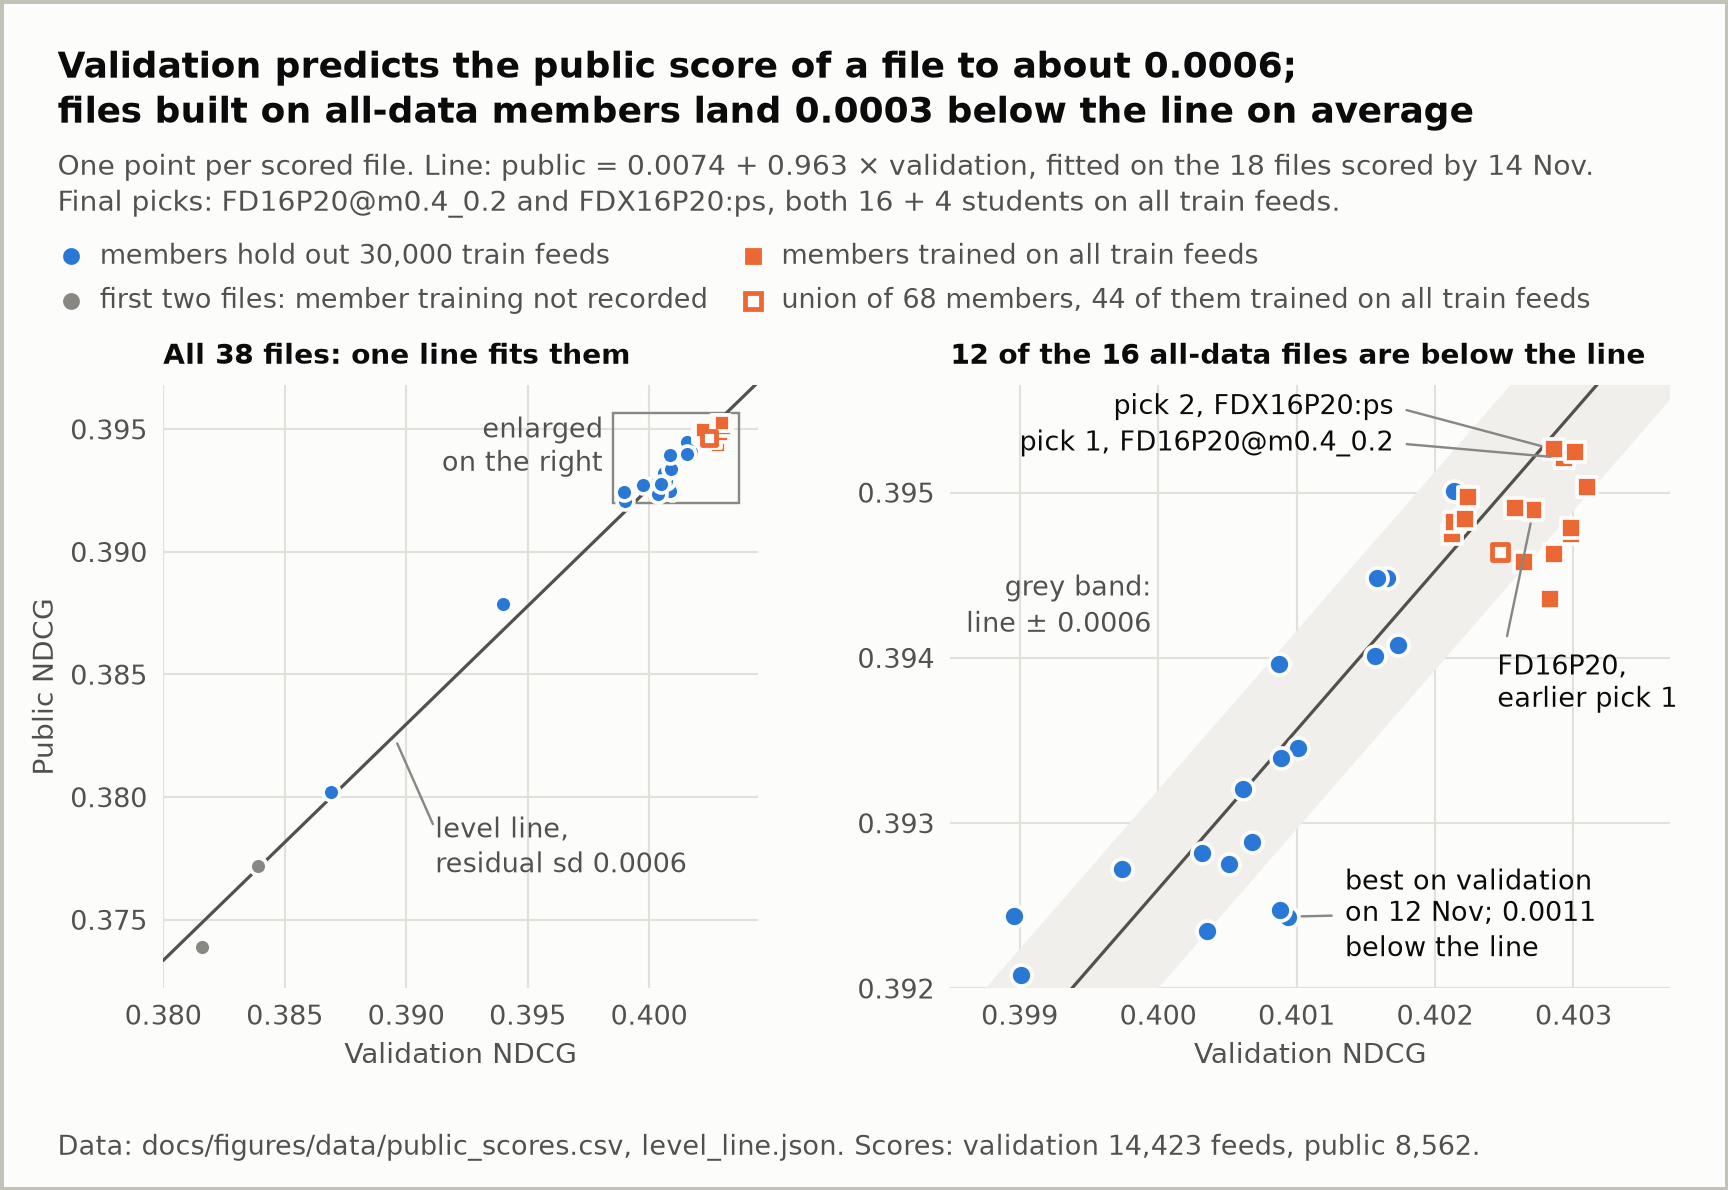 Validation predicts the public score of a file to about 0.0006;
files built on all-data members land 0.0003 below the line on average
One point per scored file. Line: public = 0.0074 + 0.963 × validation, fitted on the 18 files scored by 14 Nov.
Final picks: FD16P20@m0.4_0.2 and FDX16P20:ps, both 16 + 4 students on all train feeds.
members hold out 30,000 train feeds
members trained on all train feeds
first two files: member training not recorded
union of 68 members, 44 of them trained on all train feeds
All 38 files: one line fits them
enlarged
on the right
level line,
residual sd 0.0006
0.395
0.390
0.385
0.380
0.375
Public NDCG
0.380 0.385 0.390 0.395 0.400
Validation NDCG
12 of the 16 all-data files are below the line
pick 2, FDX16P20:ps
pick 1, FD16P20@m0.4_0.2
grey band:
line ± 0.0006
FD16P20,
earlier pick 1
best on validation
on 12 Nov; 0.0011
below the line
0.395
0.394
0.393
0.392
0.399 0.400 0.401 0.402 0.403
Validation NDCG
Data: docs/figures/data/public_scores.csv, level_line.json. Scores: validation 14,423 feeds, public 8,562.